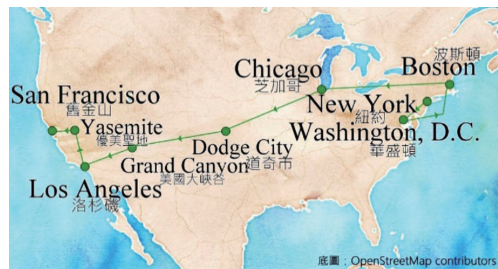 波斯頓
Chicago
Boston
芝加哥
San Francisco
舊金山
New York
紐約
Yasemite
優美聖地
Dodge City
道奇市
Washington, D.C.
華盛頓
Grand Canyon
美國大峽谷
Los Angeles
洛杉磯
底圖：OpenStreetMap contributors